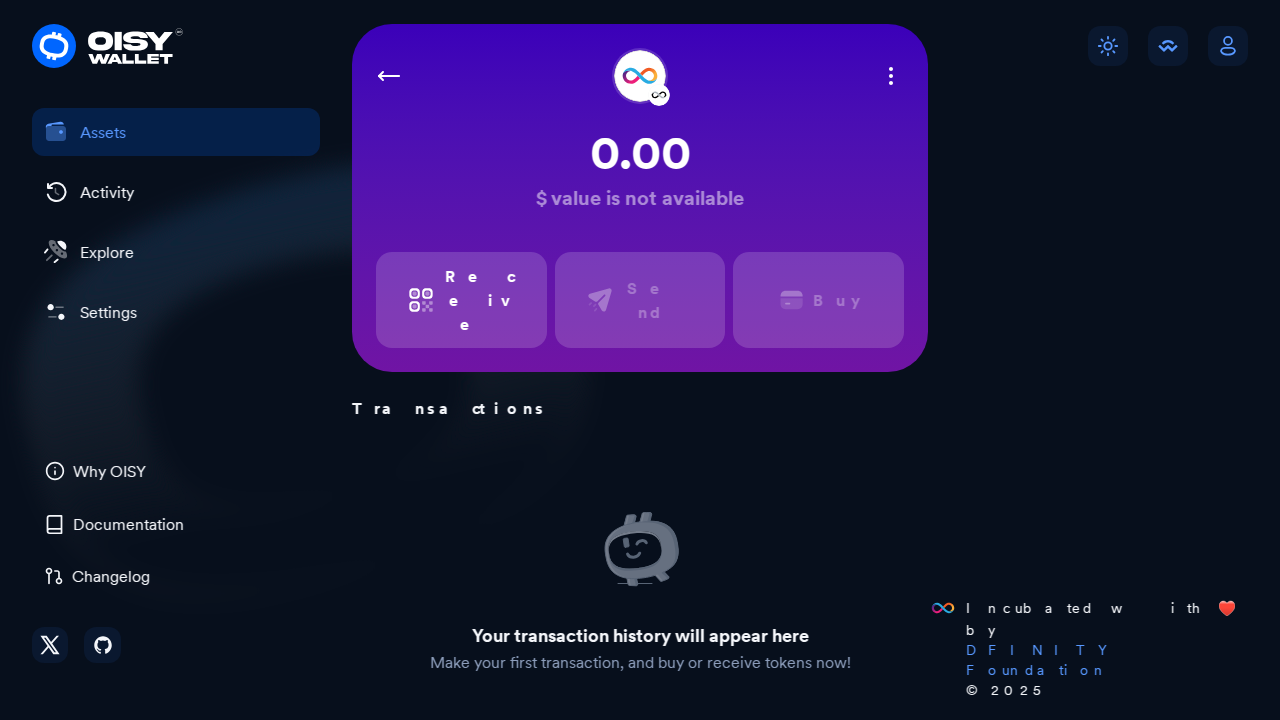 OISY
WALLET
Assets
Activity
Explore
Settings
Why OISY
Documentation
Changelog
0.00
$ value is not available
Receive
Send
Buy
Transactions
Your transaction history will appear here
Make your first transaction, and buy or receive tokens now!
Incubated with ❤️
by
DFINITY
Foundation
© 2025